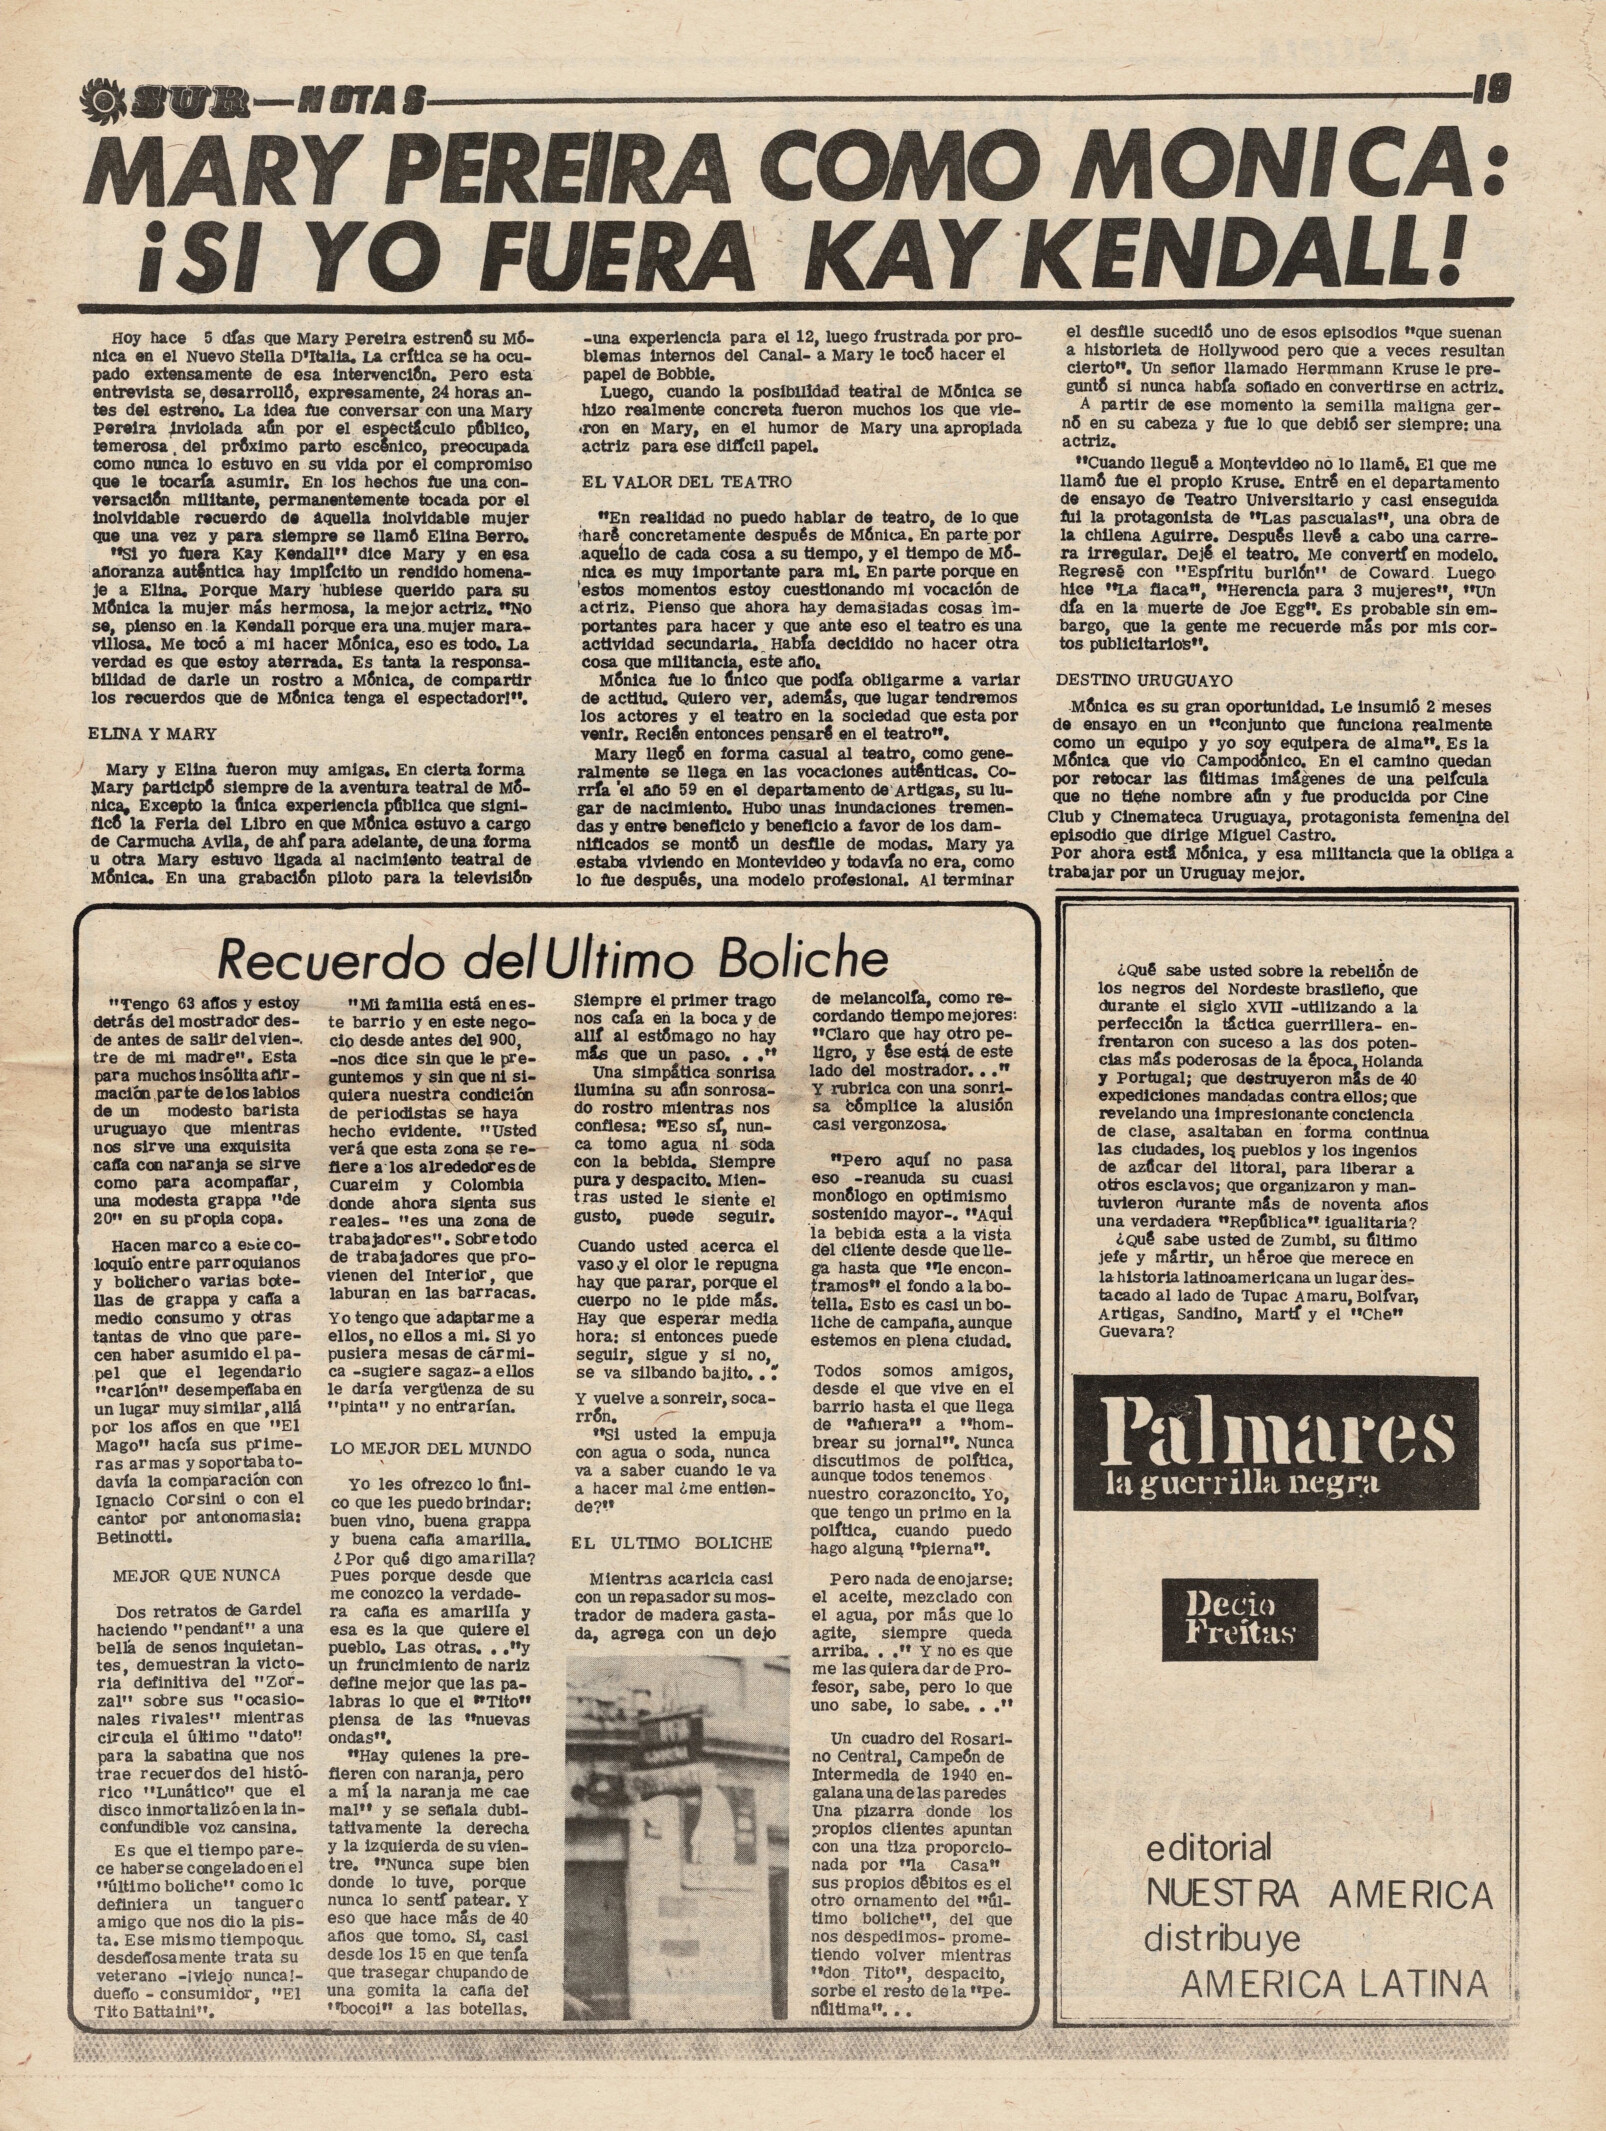 SUR—NOTAS 19
MARY PEREIRA COMO MONICA:
¡SI YO FUERA KAY KENDALL!
Hoy hace 5 días que Mary Pereira estrenó su Mó-
nica en el Nuevo Stella D'Italia. La crítica se ha ocu-
pado extensamente de esa intervención. Pero esta
entrevista se desarrolló, expresamente, 24 horas an-
tes del estreno. La idea fue conversar con una Mary
Pereira inviolada aún por el espectáculo público,
temerosa del próximo parto escénico, preocupada
como nunca lo estuvo en su vida por el compromiso
que le tocaría asumir. En los hechos fue una con-
versación militante, permanentemente tocada por el
inolvidable recuerdo de aquella inolvidable mujer
que una vez y para siempre se llamó Elina Berro.
"Si yo fuera Kay Kendall" dice Mary y en esa
añoranza auténtica hay implícito un rendido homena-
je a Elina. Porque Mary hubiese querido para su
Mónica la mujer más hermosa, la mejor actriz. "No
se, pienso en la Kendall porque era una mujer mara-
villosa. Me tocó a mi hacer Mónica, eso es todo. La
verdad es que estoy aterrada. Es tanta la responsa-
bilidad de darle un rostro a Mónica, de compartir
los recuerdos que de Mónica tenga el espectador!".
ELINA Y MARY
Mary y Elina fueron muy amigas. En cierta forma
Mary participó siempre de la aventura teatral de Mó-
nica. Excepto la única experiencia pública que signi-
ficó la Feria del Libro en que Mónica estuvo a cargo
de Carmucha Avila, de ahí para adelante, de una forma
u otra Mary estuvo ligada al nacimiento teatral de
Mónica. En una grabación piloto para la televisión
-una experiencia para el 12, luego frustrada por pro-
blemas internos del Canal- a Mary le tocó hacer el
papel de Bobbie.
Luego, cuando la posibilidad teatral de Mónica se
hizo realmente concreta fueron muchos los que vie-
ron en Mary, en el humor de Mary una apropiada
actriz para ese difícil papel.
EL VALOR DEL TEATRO
"En realidad no puedo hablar de teatro, de lo que
haré concretamente después de Mónica. En parte por
aquello de cada cosa a su tiempo, y el tiempo de Mó-
nica es muy importante para mi. En parte porque en
estos momentos estoy cuestionando mi vocación de
actriz. Pienso que ahora hay demasiadas cosas im-
portantes para hacer y que ante eso el teatro es una
actividad secundaria. Había decidido no hacer otra
cosa que militancia, este año.
Mónica fue lo único que podía obligarme a variar
de actitud. Quiero ver, además, que lugar tendremos
los actores y el teatro en la sociedad que esta por
venir. Recién entonces pensaré en el teatro".
Mary llegó en forma casual al teatro, como gene-
ralmente se llega en las vocaciones auténticas. Co-
rría el año 59 en el departamento de Artigas, su lu-
gar de nacimiento. Hubo unas inundaciones tremen-
das y entre beneficio y beneficio a favor de los dam-
nificados se montó un desfile de modas. Mary ya
estaba viviendo en Montevideo y todavía no era, como
lo fue después, una modelo profesional. Al terminar
el desfile sucedió uno de esos episodios "que suenan
a historieta de Hollywood pero que a veces resultan
cierto". Un señor llamado Hermmann Kruse le pre-
guntó si nunca había soñado en convertirse en actriz.
A partir de ese momento la semilla maligna ger-
nó en su cabeza y fue lo que debió ser siempre: una
actriz.
"Cuando llegué a Montevideo no lo llamé. El que me
llamó fue el propio Kruse. Entré en el departamento
de ensayo de Teatro Universitario y casi enseguida
fui la protagonista de "Las pascualas", una obra de
la chilena Aguirre. Después llevé a cabo una carre-
ra irregular. Dejé el teatro. Me convertí en modelo.
Regresé con "Espíritu burlón" de Coward. Luego
hice "La fiaca", "Herencia para 3 mujeres", "Un
día en la muerte de Joe Egg". Es probable sin em-
bargo, que la gente me recuerde más por mis cor-
tos publicitarios".
DESTINO URUGUAYO
Mónica es su gran oportunidad. Le insumió 2 meses
de ensayo en un "conjunto que funciona realmente
como un equipo y yo soy equipera de alma". Es la
Mónica que vio Campodónico. En el camino quedan
por retocar las últimas imágenes de una película
que no tiene nombre aún y fue producida por Cine
Club y Cinemateca Uruguaya, protagonista femenina del
episodio que dirige Miguel Castro.
Por ahora está Mónica, y esa militancia que la obliga a
trabajar por un Uruguay mejor.
Recuerdo del Ultimo Boliche
"Tengo 63 años y estoy
detrás del mostrador des-
de antes de salir del vien-
tre de mi madre". Esta
para muchos insólita afir-
mación parte de los labios
de un modesto barista
uruguayo que mientras
nos sirve una exquisita
caña con naranja se sirve
como para acompañar,
una modesta grappa "de
20" en su propia copa.
Hacen marco a este co-
loquio entre parroquianos
y bolichero varias bote-
llas de grappa y caña a
medio consumo y otras
tantas de vino que pare-
cen haber asumido el pa-
pel que el legendario
"carlón" desempeñaba en
un lugar muy similar, allá
por los años en que "El
Mago" hacía sus prime-
ras armas y soportaba to-
davía la comparación con
Ignacio Corsini o con el
cantor por antonomasia:
Betinotti.
MEJOR QUE NUNCA
Dos retratos de Gardel
haciendo "pendant" a una
bella de senos inquietan-
tes, demuestran la victo-
ria definitiva del "Zor-
zal" sobre sus "ocasio-
nales rivales" mientras
circula el último "dato"
para la sabatina que nos
trae recuerdos del histó-
rico "Lunático" que el
disco inmortalizó en la in-
confundible voz cansina.
Es que el tiempo pare-
ce haberse congelado en el
"último boliche" como lo
definiera un tanguero
amigo que nos dio la pis-
ta. Ese mismo tiempo que
desdeñosamente trata su
veterano -¡viejo nunca!-
dueño - consumidor, "El
Tito Battaini".
"Mi familia está en es-
te barrio y en este nego-
cio desde antes del 900,
-nos dice sin que le pre-
guntemos y sin que ni si-
quiera nuestra condición
de periodistas se haya
hecho evidente. "Usted
verá que esta zona se re-
fiere a los alrededores de
Cuareim y Colombia
donde ahora sienta sus
reales- "es una zona de
trabajadores". Sobre todo
de trabajadores que pro-
vienen del Interior, que
laburan en las barracas.
Yo tengo que adaptarme a
ellos, no ellos a mi. Si yo
pusiera mesas de cármi-
ca -sugiere sagaz- a ellos
le daría vergüenza de su
"pinta" y no entrarían.
LO MEJOR DEL MUNDO
Yo les ofrezco lo úni-
co que les puedo brindar:
buen vino, buena grappa
y buena caña amarilla.
¿Por qué digo amarilla?
Pues porque desde que
me conozco la verdade-
ra caña es amarilla y
esa es la que quiere el
pueblo. Las otras. . ."y
un fruncimiento de nariz
define mejor que las pa-
labras lo que el "Tito"
piensa de las "nuevas
ondas".
"Hay quienes la pre-
fieren con naranja, pero
a mí la naranja me cae
mal" y se señala dubi-
tativamente la derecha
y la izquierda de su vien-
tre. "Nunca supe bien
donde lo tuve, porque
nunca lo sentí patear. Y
eso que hace más de 40
años que tomo. Si, casi
desde los 15 en que tenía
que trasegar chupando de
una gomita la caña del
"bocoi" a las botellas.
Siempre el primer trago
nos caía en la boca y de
allí al estómago no hay
más que un paso. . ."
Una simpática sonrisa
ilumina su aún sonrosa-
do rostro mientras nos
confiesa: "Eso sí, nun-
ca tomo agua ni soda
con la bebida. Siempre
pura y despacito. Mien-
tras usted le siente el
gusto, puede seguir.
Cuando usted acerca el
vaso y el olor le repugna
hay que parar, porque el
cuerpo no le pide más.
Hay que esperar media
hora: si entonces puede
seguir, sigue y si no,
se va silbando bajito. . ."
Y vuelve a sonreir, soca-
rrón.
"Si usted la empuja
con agua o soda, nunca
va a saber cuando le va
a hacer mal ¿me entien-
de?"
EL ULTIMO BOLICHE
Mientras acaricia casi
con un repasador su mos-
trador de madera gasta-
da, agrega con un dejo
de melancolía, como re-
cordando tiempo mejores:
"Claro que hay otro pe-
ligro, y ése está de este
lado del mostrador. . ."
Y rubrica con una sonri-
sa cómplice la alusión
casi vergonzosa.
"Pero aquí no pasa
eso -reanuda su cuasi
monólogo en optimismo
sostenido mayor-. "Aqui
la bebida esta a la vista
del cliente desde que lle-
ga hasta que "le encon-
tramos" el fondo a la bo-
tella. Esto es casi un bo-
liche de campaña, aunque
estemos en plena ciudad.
Todos somos amigos,
desde el que vive en el
barrio hasta el que llega
de "afuera" a "hom-
brear su jornal". Nunca
discutimos de política,
aunque todos tenemos
nuestro corazoncito. Yo,
que tengo un primo en la
política, cuando puedo
hago alguna "pierna".
Pero nada de enojarse:
el aceite, mezclado con
el agua, por más que lo
agite, siempre queda
arriba. . ." Y no es que
me las quiera dar de Pro-
fesor, sabe, pero lo que
uno sabe, lo sabe. . ."
Un cuadro del Rosari-
no Central, Campeón de
Intermedia de 1940 en-
galana una de las paredes
Una pizarra donde los
propios clientes apuntan
con una tiza proporcio-
nada por "la Casa"
sus propios débitos es el
otro ornamento del "úl-
timo boliche", del que
nos despedimos- prome-
tiendo volver mientras
"don Tito", despacito,
sorbe el resto de la "Pe-
núltima". . .
¿Qué sabe usted sobre la rebelión de
los negros del Nordeste brasileño, que
durante el siglo XVII -utilizando a la
perfección la táctica guerrillera- en-
frentaron con suceso a las dos poten-
cias más poderosas de la época, Holanda
y Portugal; que destruyeron más de 40
expediciones mandadas contra ellos; que
revelando una impresionante conciencia
de clase, asaltaban en forma continua
las ciudades, los pueblos y los ingenios
de azúcar del litoral, para liberar a
otros esclavos; que organizaron y man-
tuvieron durante más de noventa años
una verdadera "República" igualitaria?
¿Qué sabe usted de Zumbi, su último
jefe y mártir, un héroe que merece en
la historia latinoamericana un lugar des-
tacado al lado de Tupac Amaru, Bolívar,
Artigas, Sandino, Martí y el "Che"
Guevara?
Palmares
la guerrilla negra
Decio
Freitas
editorial
NUESTRA AMERICA
distribuye
AMERICA LATINA